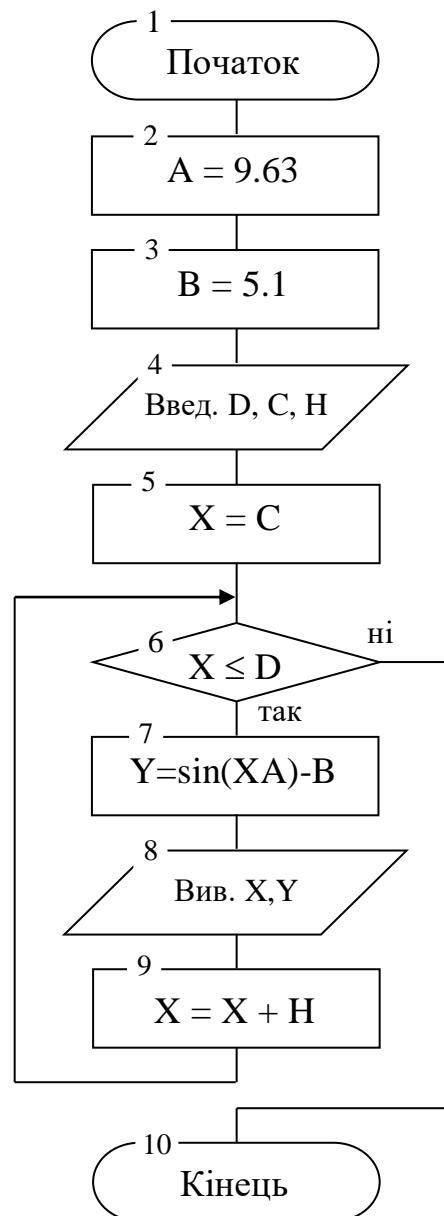 1
Початок
2
A = 9.63
3
B = 5.1
4
Введ. D, C, H
5
X = C
6
X ≤ D
ні
так
7
Y=sin(XA)-B
8
Вив. X,Y
9
X = X + H
10
Кінець